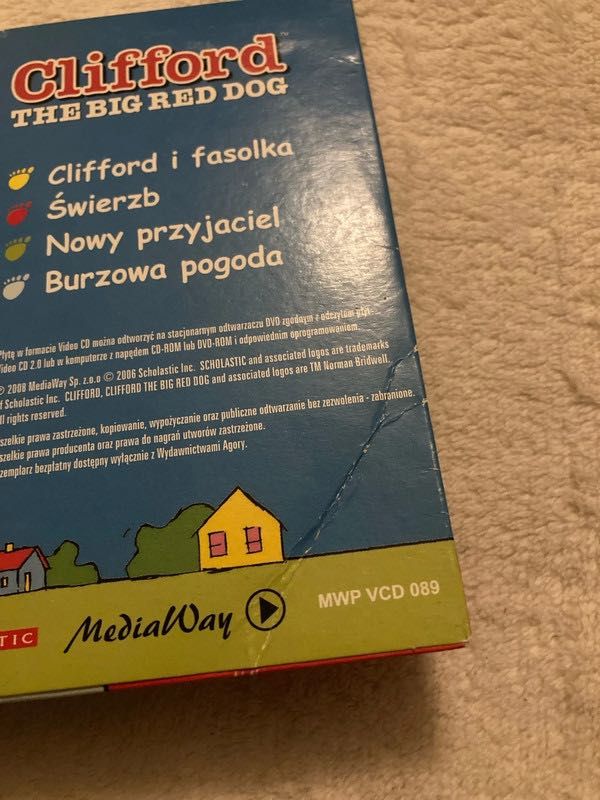 Clifford
THE BIG RED DOG
Clifford i fasolka
Świerzb
Nowy przyjaciel
Burzowa pogoda
Płytę w formacie Video CD można odtworzyć na stacjonarnym odtwarzaczu DVD zgodnym z odczytem płyt
Video CD 2.0 lub w komputerze z napędem CD-ROM lub DVD-ROM i odpowiednim oprogramowaniem.
℗ 2008 MediaWay Sp. z.o.o © 2006 Scholastic Inc. SCHOLASTIC and associated logos are trademarks
of Scholastic Inc. CLIFFORD, CLIFFORD THE BIG RED DOG and associated logos are TM Norman Bridwell.
All rights reserved.
szelkie prawa zastrzeżone, kopiowanie, wypożyczanie oraz publiczne odtwarzanie bez zezwolenia - zabronione.
szelkie prawa producenta oraz prawa do nagrań utworów zastrzeżone.
zemplarz bezpłatny dostępny wyłącznie z Wydawnictwami Agory.
TIC
MediaWay
MWP VCD 089